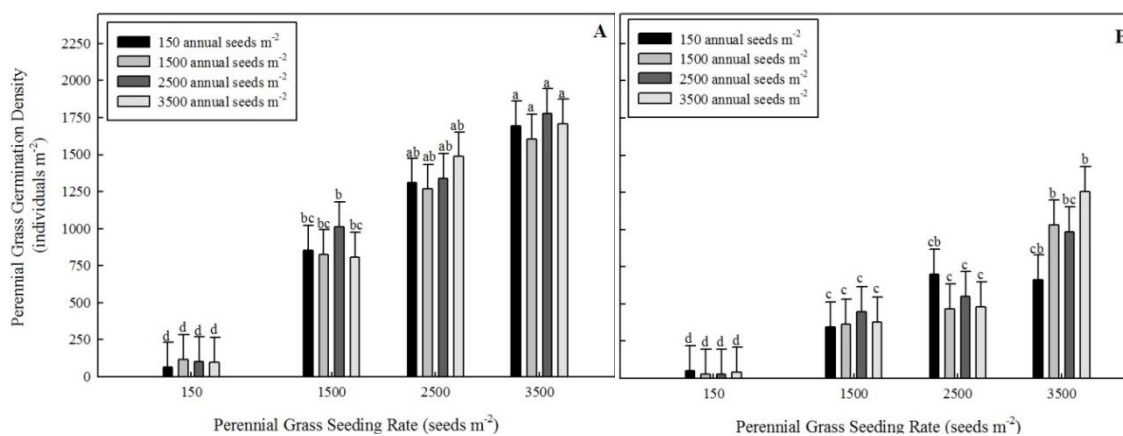 Perennial Grass Germination Density
(individuals m⁻²)
2250
2000
1750
1500
1250
1000
750
500
250
0
150 annual seeds m⁻²
1500 annual seeds m⁻²
2500 annual seeds m⁻²
3500 annual seeds m⁻²
A
d d d d
bc bc b bc
ab ab ab ab
a a a a
150 1500 2500 3500
Perennial Grass Seeding Rate (seeds m⁻²)
150 annual seeds m⁻²
1500 annual seeds m⁻²
2500 annual seeds m⁻²
3500 annual seeds m⁻²
B
d d d d
c c c c
cb c c c
cb b bc b
150 1500 2500 3500
Perennial Grass Seeding Rate (seeds m⁻²)